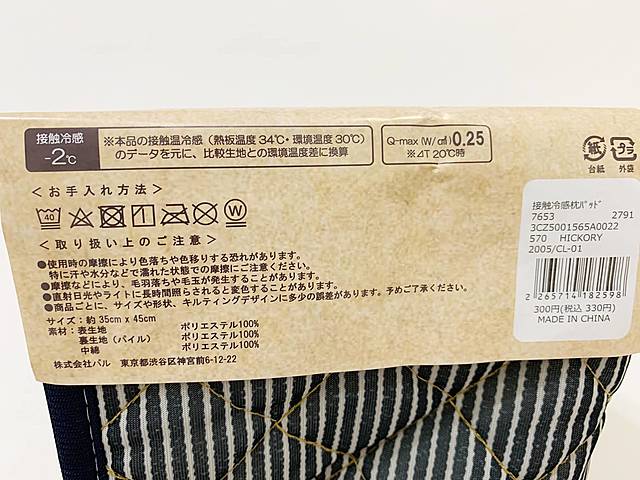 接触冷感
-2℃
※本品の接触温冷感(熱板温度34℃・環境温度30℃)
のデータを元に、比較生地との環境温度差に換算
Q-max(W/㎠)0.25
※⊿T 20℃時
紙
台紙
プラ
外袋
＜お手入れ方法＞
40
W
＜取り扱い上のご注意＞
●使用時の摩擦により色落ちや色移りする恐れがあります。
特に汗や水分などで濡れた状態での摩擦にご注意ください。
●摩擦などにより、毛羽落ちや毛玉が発生することがあります。
●直射日光やライトに長時間照らされると変色することがあります。
●商品ごとに、サイズや形状、キルティングデザインに多少の誤差があります。予めご了承ください。
サイズ:約 35cm x 45cm
素材:表生地 ポリエステル100%
裏生地(パイル) ポリエステル100%
中綿 ポリエステル100%
株式会社パル 東京都渋谷区神宮前6-12-22
接触冷感枕ﾊﾟｯﾄﾞ
7653 2791
3CZ5001565A0022
570 HICKORY
2005/CL-01
2 265714 182598
300円(税込 330円)
MADE IN CHINA